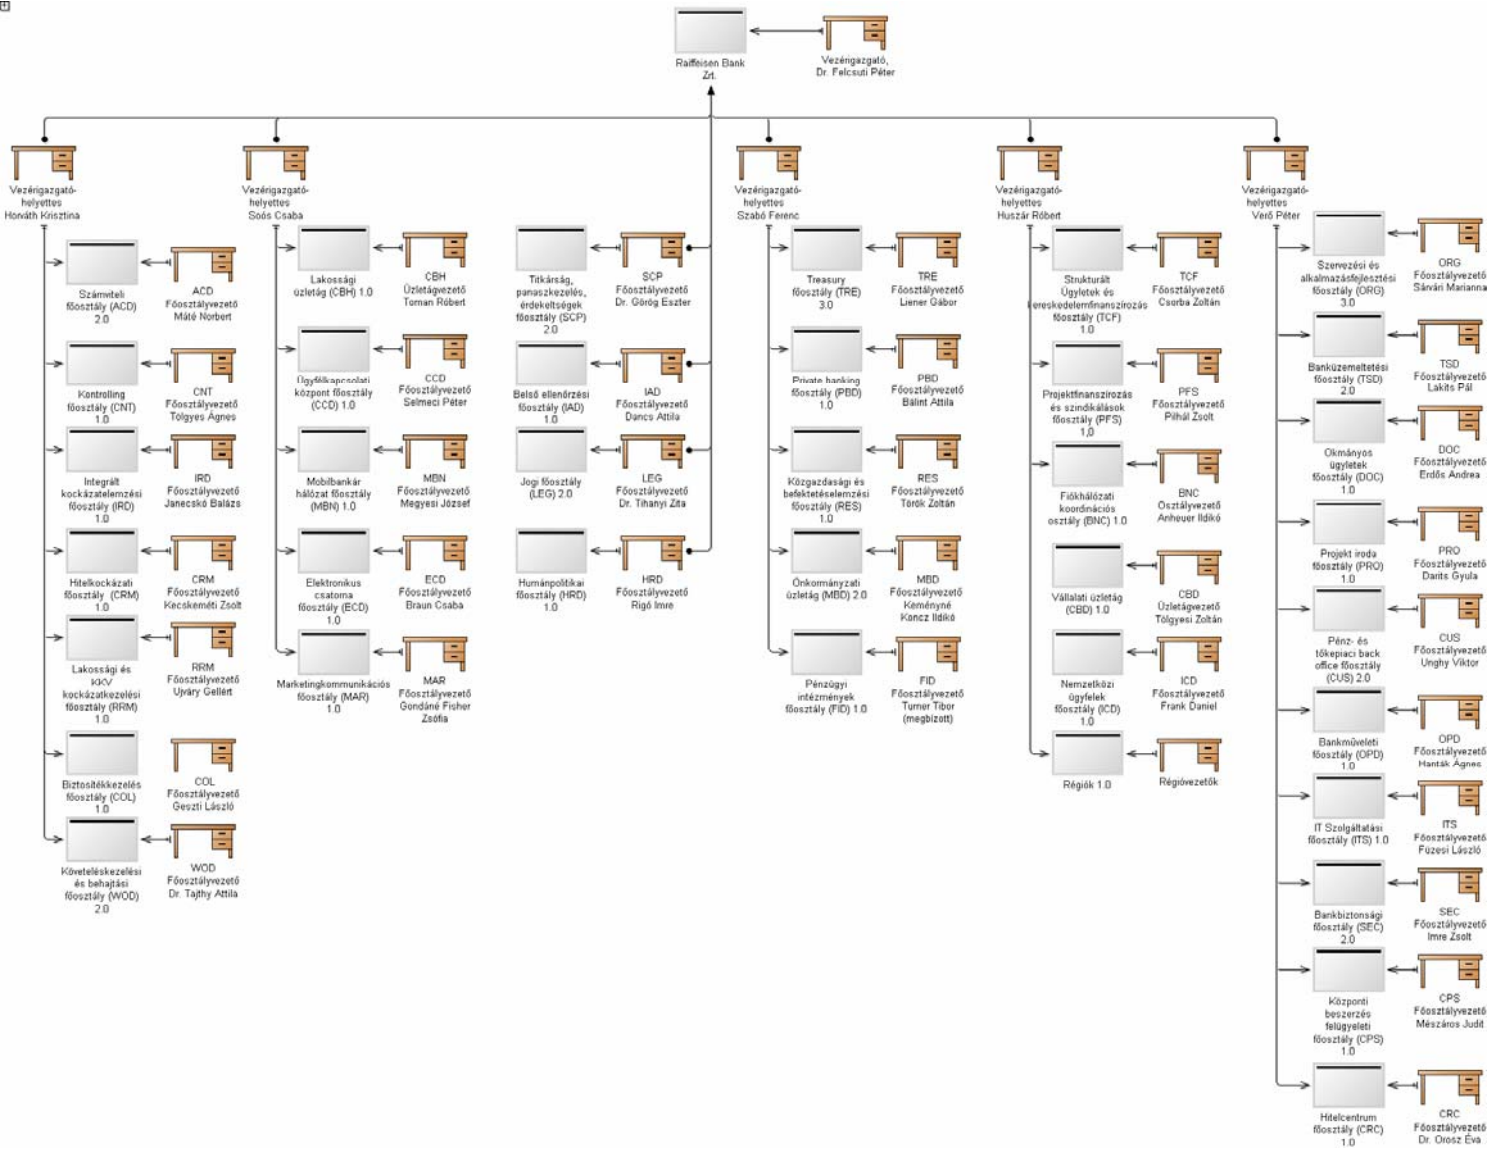 Raiffeisen Bank
Zrt.
Vezérigazgató,
Dr. Felcsuti Péter
Vezérigazgató-
helyettes
Horváth Krisztina
Számviteli
főosztály (ACD)
2.0
ACD
Főosztályvezető
Máté Norbert
Kontrolling
főosztály (CNT)
1.0
CNT
Főosztályvezető
Tölgyes Ágnes
Integrált
kockázatelemzési
főosztály (IRD)
1.0
IRD
Főosztályvezető
Janecskó Balázs
Hitelkockázati
főosztály (CRM)
1.0
CRM
Főosztályvezető
Kecskeméti Zsolt
Lakossági és
KKV
kockázatkezelési
főosztály (RRM)
1.0
RRM
Főosztályvezető
Ujváry Gellért
Biztosítékkezelés
főosztály (COL)
1.0
COL
Főosztályvezető
Geszti László
Követeléskezelési
és behajtási
főosztály (WOD)
2.0
WOD
Főosztályvezető
Dr. Tajthy Attila
Vezérigazgató-
helyettes
Soós Csaba
Lakossági
üzletág (CBH) 1.0
CBH
Üzletágvezető
Toman Róbert
Ügyfélkapcsolati
központ főosztály
(CCD) 1.0
CCD
Főosztályvezető
Selmeci Péter
Mobilbankár
hálózat főosztály
(MBN) 1.0
MBN
Főosztályvezető
Megyesi József
Elektronikus
csatorna
főosztály (ECD)
1.0
ECD
Főosztályvezető
Braun Csaba
Marketingkommunikációs
főosztály (MAR)
1.0
MAR
Főosztályvezető
Gondáné Fisher
Zsófia
Titkárság,
panaszkezelés,
érdekeltségek
főosztály (SCP)
2.0
SCP
Főosztályvezető
Dr. Görög Eszter
Belső ellenőrzési
főosztály (IAD)
1.0
IAD
Főosztályvezető
Dancs Attila
Jogi főosztály
(LEG) 2.0
LEG
Főosztályvezető
Dr. Tihanyi Zita
Humánpolitikai
főosztály (HRD)
1.0
HRD
Főosztályvezető
Rigó Imre
Vezérigazgató-
helyettes
Szabó Ferenc
Treasury
főosztály (TRE)
3.0
TRE
Főosztályvezető
Liener Gábor
Private banking
főosztály (PBD)
1.0
PBD
Főosztályvezető
Bálint Attila
Közgazdasági és
befektetéselemzési
főosztály (RES)
1.0
RES
Főosztályvezető
Török Zoltán
Önkormányzati
üzletág (MBD) 2.0
MBD
Főosztályvezető
Keményné
Koncz Ildikó
Pénzügyi
intézmények
főosztály (FID) 1.0
FID
Főosztályvezető
Turner Tibor
(megbízott)
Vezérigazgató-
helyettes
Huszár Róbert
Strukturált
Ügyletek és
kereskedelemfinanszírozás
főosztály (TCF)
1.0
TCF
Főosztályvezető
Csorba Zoltán
Projektfinanszírozás
és szindikálások
főosztály (PFS)
1,0
PFS
Főosztályvezető
Pilhál Zsolt
Fiókhálózati
koordinációs
osztály (BNC) 1.0
BNC
Osztályvezető
Anheuer Ildikó
Vállalati üzletág
(CBD) 1.0
CBD
Üzletágvezető
Tölgyesi Zoltán
Nemzetközi
ügyfelek
főosztály (ICD)
1.0
ICD
Főosztályvezető
Frank Daniel
Régiók 1.0
Régióvezetők
Vezérigazgató-
helyettes
Verő Péter
Szervezési és
alkalmazásfejlesztési
főosztály (ORG)
3.0
ORG
Főosztályvezető
Sárvári Marianna
Banküzemeltetési
főosztály (TSD)
2.0
TSD
Főosztályvezető
Lakits Pál
Okmányos
ügyletek
főosztály (DOC)
1.0
DOC
Főosztályvezető
Erdős Andrea
Projekt iroda
főosztály (PRO)
1.0
PRO
Főosztályvezető
Darits Gyula
Pénz- és
tőkepiaci back
office főosztály
(CUS) 2.0
CUS
Főosztályvezető
Unghy Viktor
Bankműveleti
főosztály (OPD)
1.0
OPD
Főosztályvezető
Hanták Ágnes
IT Szolgáltatási
főosztály (ITS) 1.0
ITS
Főosztályvezető
Füzesi László
Bankbiztonsági
főosztály (SEC)
2.0
SEC
Főosztályvezető
Imre Zsolt
Központi
beszerzés
felügyeleti
főosztály (CPS)
1.0
CPS
Főosztályvezető
Mészáros Judit
Hitelcentrum
főosztály (CRC)
1.0
CRC
Főosztályvezető
Dr. Orosz Éva